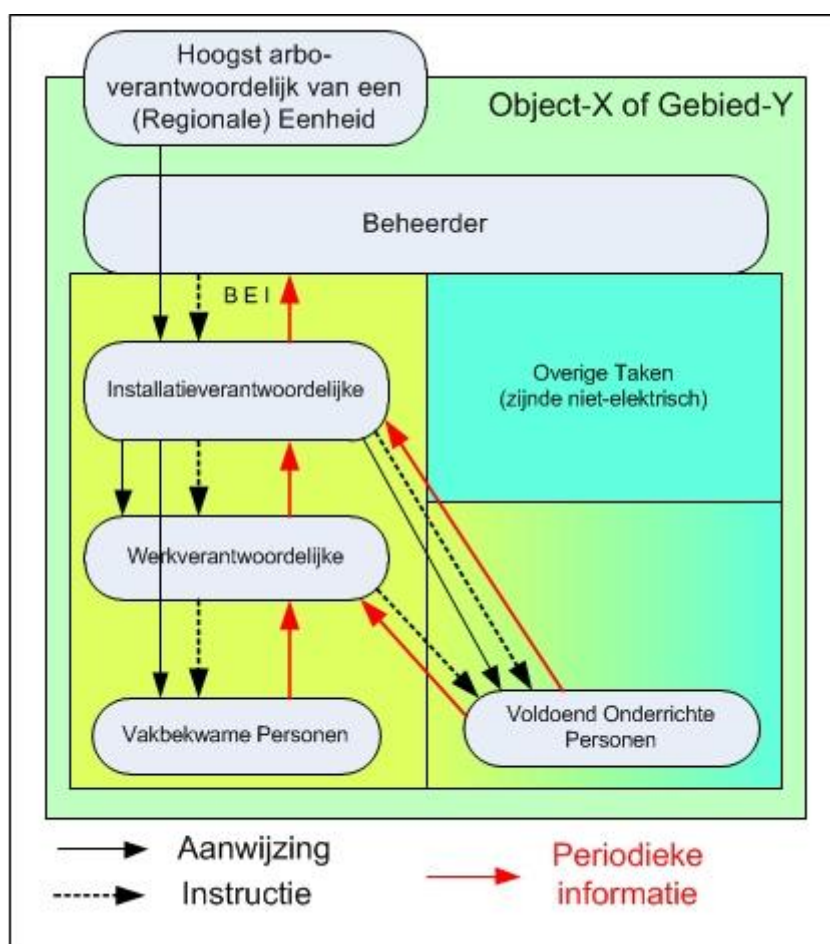 Hoogst arbo-
verantwoordelijk van een
(Regionale) Eenheid
Object-X of Gebied-Y
Beheerder
B E I
Installatieverantwoordelijke
Overige Taken
(zijnde niet-elektrisch)
Werkverantwoordelijke
Vakbekwame Personen
Voldoend Onderrichte
Personen
Aanwijzing
Instructie
Periodieke
informatie